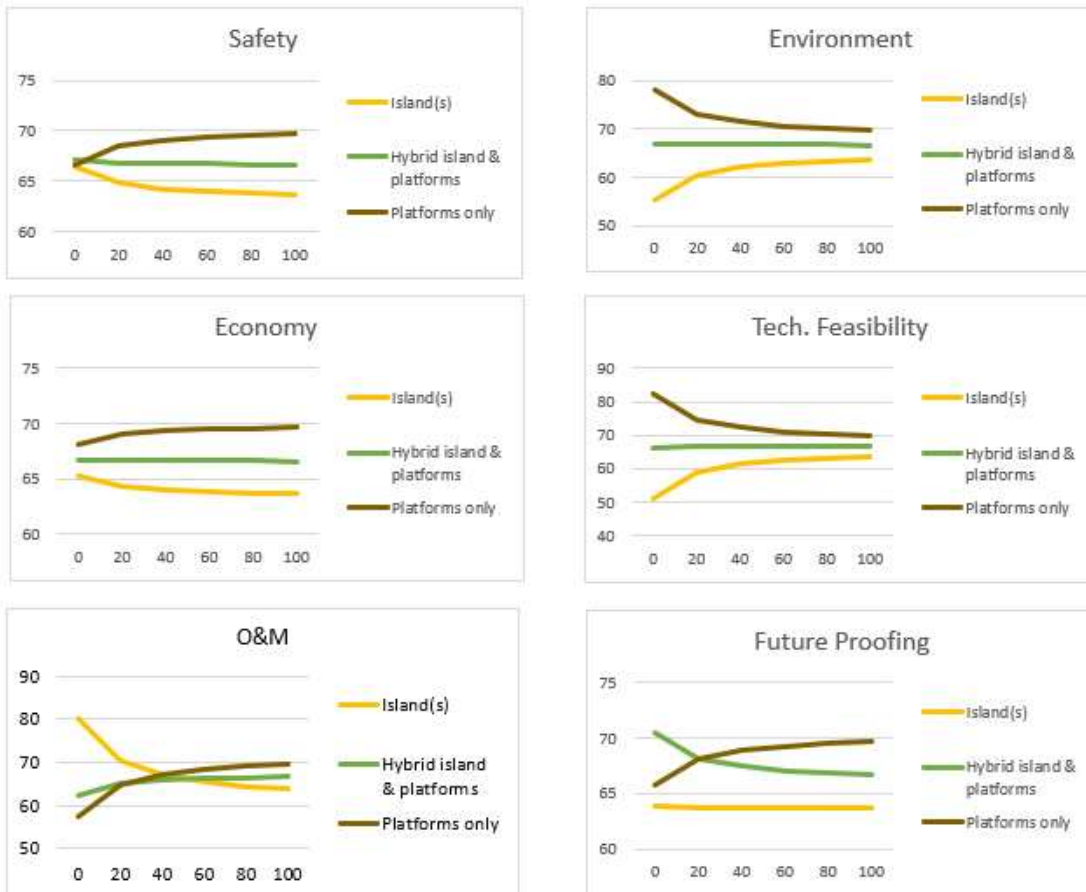 Safety
75
70
65
60
0 20 40 60 80 100
Island(s)
Hybrid island &
platforms
Platforms only
Environment
80
70
60
50
0 20 40 60 80 100
Island(s)
Hybrid island &
platforms
Platforms only
Economy
75
70
65
60
0 20 40 60 80 100
Island(s)
Hybrid island &
platforms
Platforms only
Tech. Feasibility
90
80
70
60
50
40
0 20 40 60 80 100
Island(s)
Hybrid island &
platforms
Platforms only
O&M
90
80
70
60
50
0 20 40 60 80 100
Island(s)
Hybrid island
& platforms
Platforms only
Future Proofing
75
70
65
60
0 20 40 60 80 100
Island(s)
Hybrid island &
platforms
Platforms only